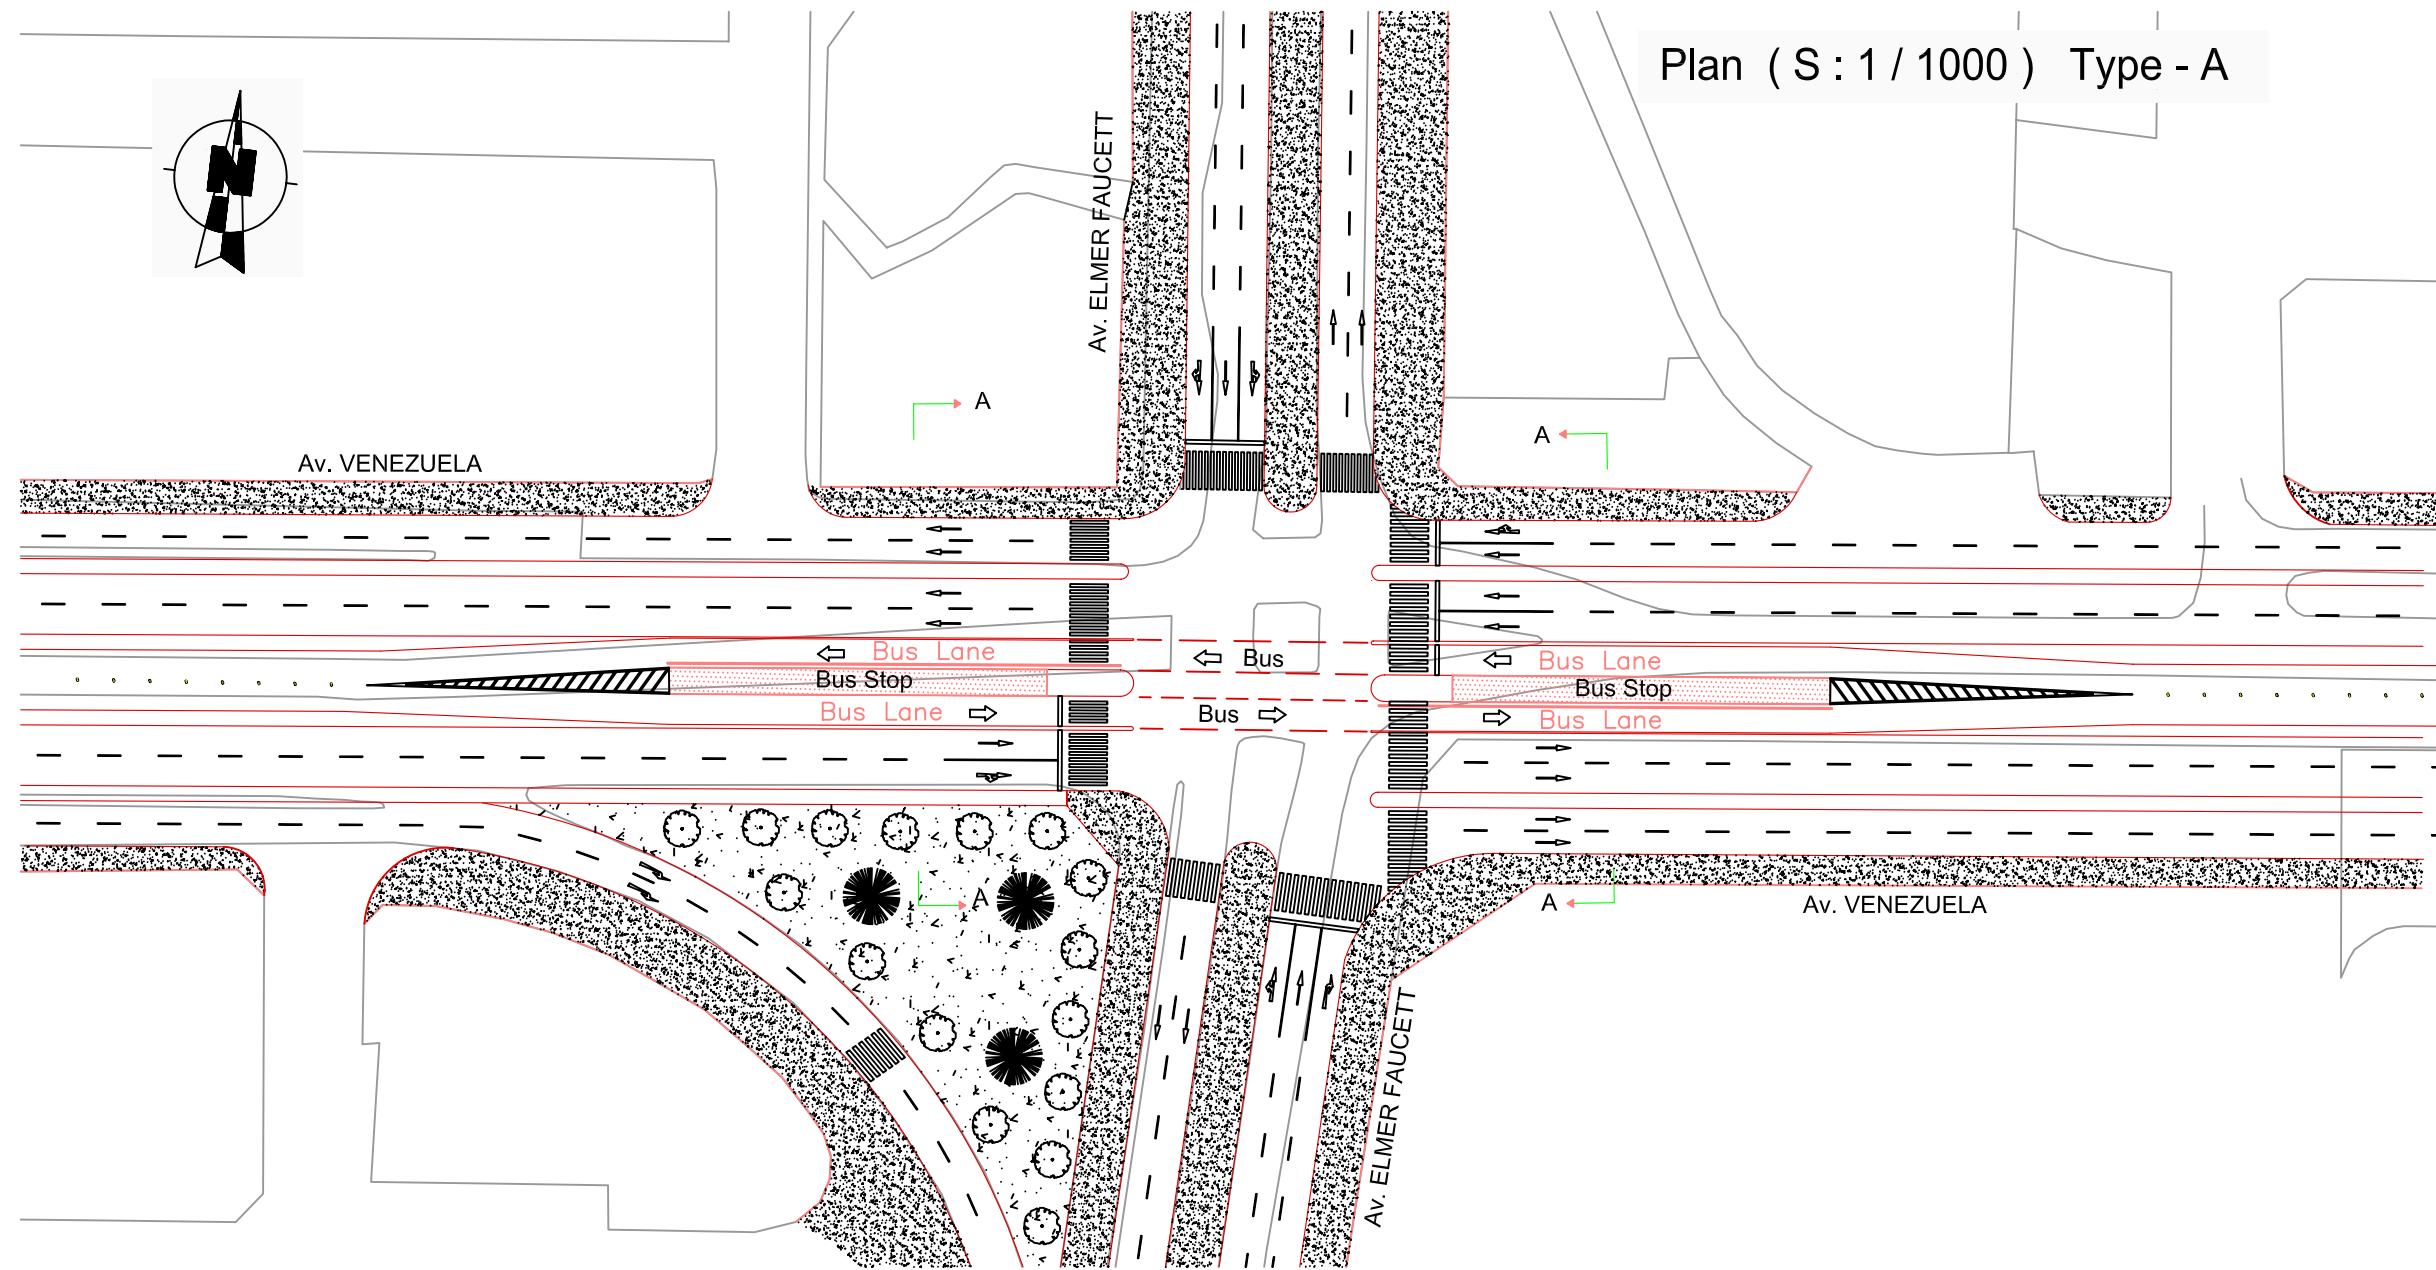 Plan ( S : 1 / 1000 ) Type - A
N
Av. ELMER FAUCETT
A
A
Av. VENEZUELA
Bus Lane
Bus
Bus Lane
Bus Stop
Bus Stop
Bus Lane
Bus
Bus Lane
A
A
Av. VENEZUELA
Av. ELMER FAUCETT